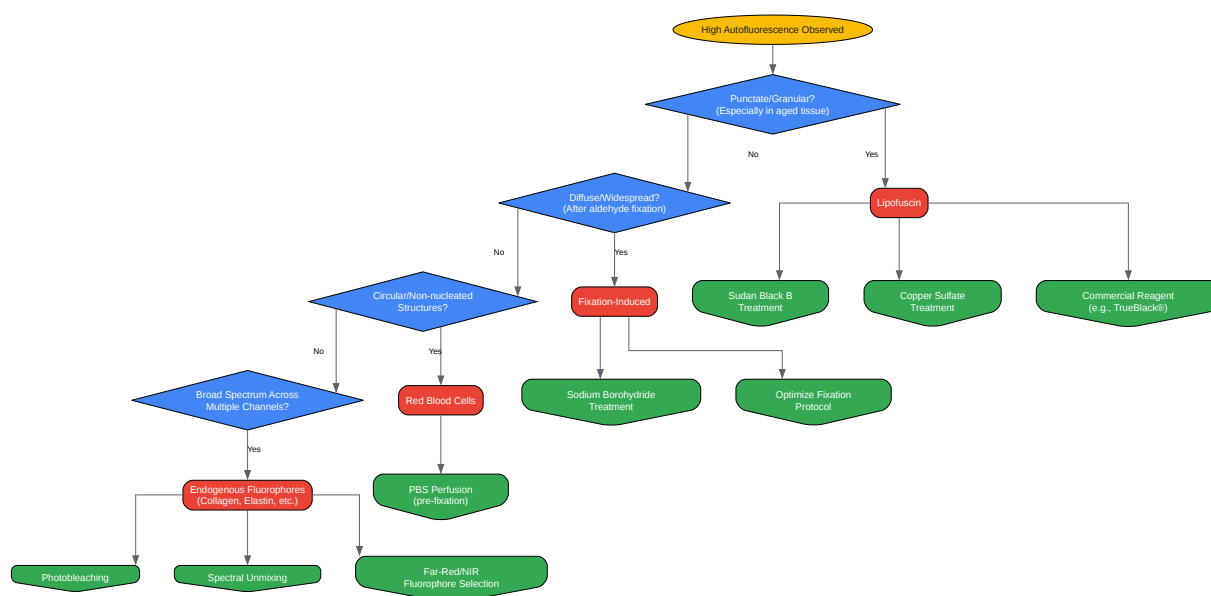 High Autofluorescence Observed
Punctate/Granular?
(Especially in aged tissue)
No
Yes
Diffuse/Widespread?
(After aldehyde fixation)
Lipofuscin
No
Yes
Circular/Non-nucleated
Structures?
Fixation-Induced
Sudan Black B
Treatment
Copper Sulfate
Treatment
Commercial Reagent
(e.g., TrueBlack®)
No
Yes
Broad Spectrum Across
Multiple Channels?
Red Blood Cells
Sodium Borohydride
Treatment
Optimize Fixation
Protocol
Yes
Endogenous Fluorophores
(Collagen, Elastin, etc.)
PBS Perfusion
(pre-fixation)
Photobleaching
Spectral Unmixing
Far-Red/NIR
Fluorophore Selection